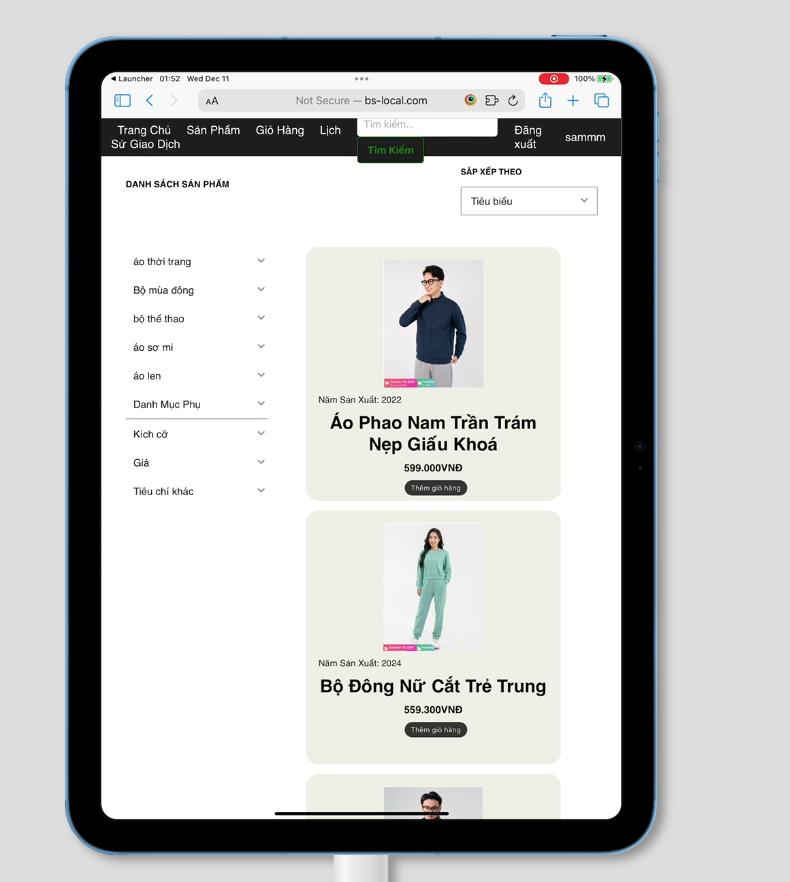 ◀ Launcher 01:52 Wed Dec 11
100%
AA Not Secure — bs-local.com
Trang Chủ Sản Phẩm Giỏ Hàng Lịch
Sử Giao Dịch
Tìm kiếm...
Tìm Kiếm
Đăng
xuất
sammm
DANH SÁCH SẢN PHẨM
SẮP XẾP THEO
Tiêu biểu
áo thời trang
Bộ mùa đông
bộ thể thao
áo sơ mi
áo len
Danh Mục Phụ
Kích cỡ
Giá
Tiêu chí khác
Năm Sản Xuất: 2022
Áo Phao Nam Trần Trám
Nẹp Giấu Khoá
599.000VNĐ
Thêm giỏ hàng
Năm Sản Xuất: 2024
Bộ Đông Nữ Cắt Trẻ Trung
559.300VNĐ
Thêm giỏ hàng